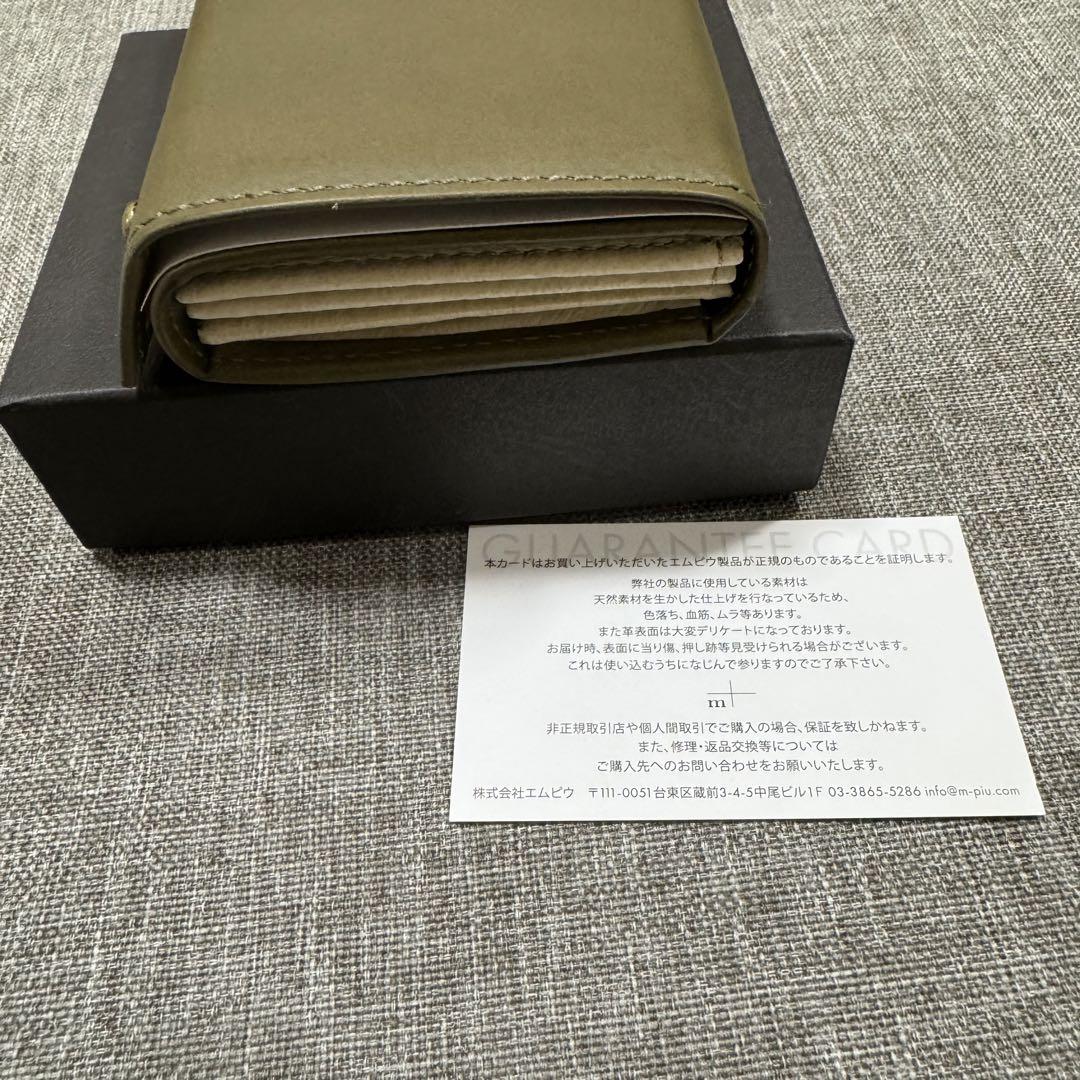 GUARANTEE CARD
本カードはお買い上げいただいたエムピウ製品が正規のものであることを証明します。
弊社の製品に使用している素材は
天然素材を生かした仕上げを行なっているため、
色落ち、血筋、ムラ等あります。
また革表面は大変デリケートになっております。
お届け時、表面に当り傷、押し跡等見受けられる場合がございます。
これは使い込むうちになじんで参りますのでご了承下さい。
m+
非正規取引店や個人間取引でご購入の場合、保証を致しかねます。
また、修理・返品交換等については
ご購入先へのお問い合わせをお願いいたします。
株式会社エムピウ 〒111-0051台東区蔵前3-4-5中尾ビル1F 03-3865-5286 info@m-piu.com